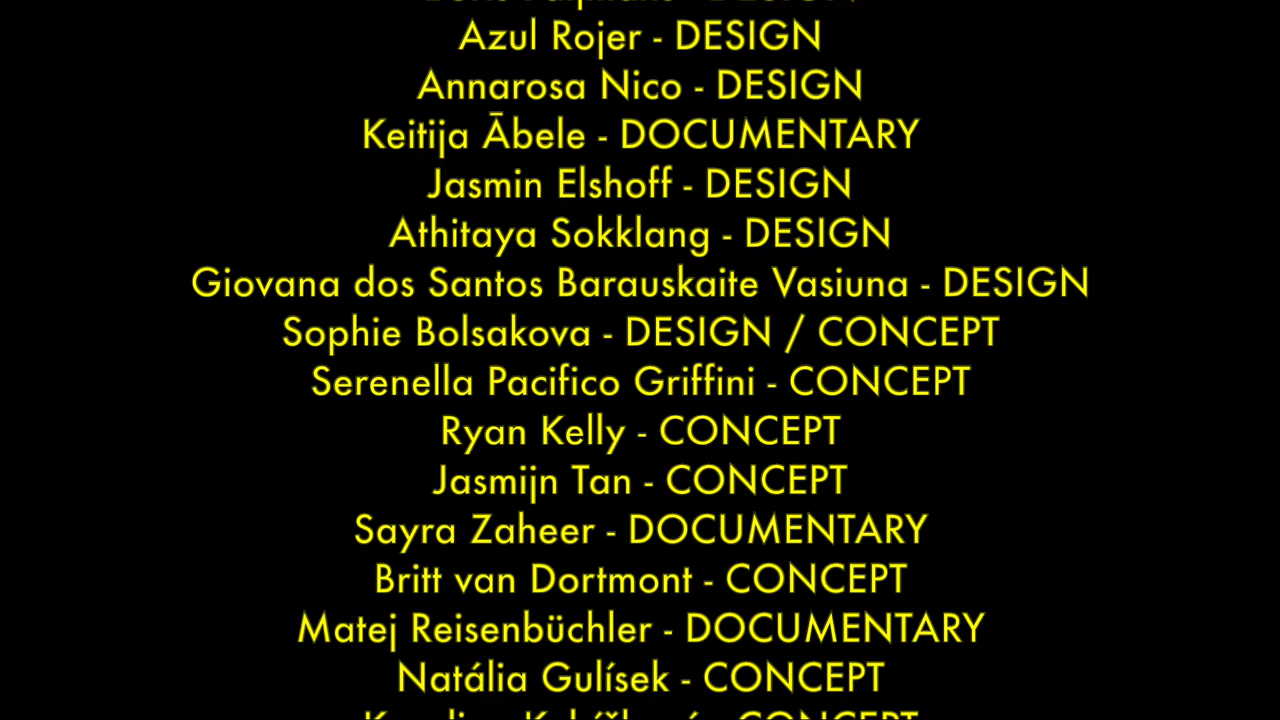 Azul Rojer - DESIGN
Annarosa Nico - DESIGN
Keitija Ābele - DOCUMENTARY
Jasmin Elshoff - DESIGN
Athitaya Sokklang - DESIGN
Giovana dos Santos Barauskaite Vasiuna - DESIGN
Sophie Bolsakova - DESIGN / CONCEPT
Serenella Pacifico Griffini - CONCEPT
Ryan Kelly - CONCEPT
Jasmijn Tan - CONCEPT
Sayra Zaheer - DOCUMENTARY
Britt van Dortmont - CONCEPT
Matej Reisenbüchler - DOCUMENTARY
Natália Gulísek - CONCEPT
- CONCEPT